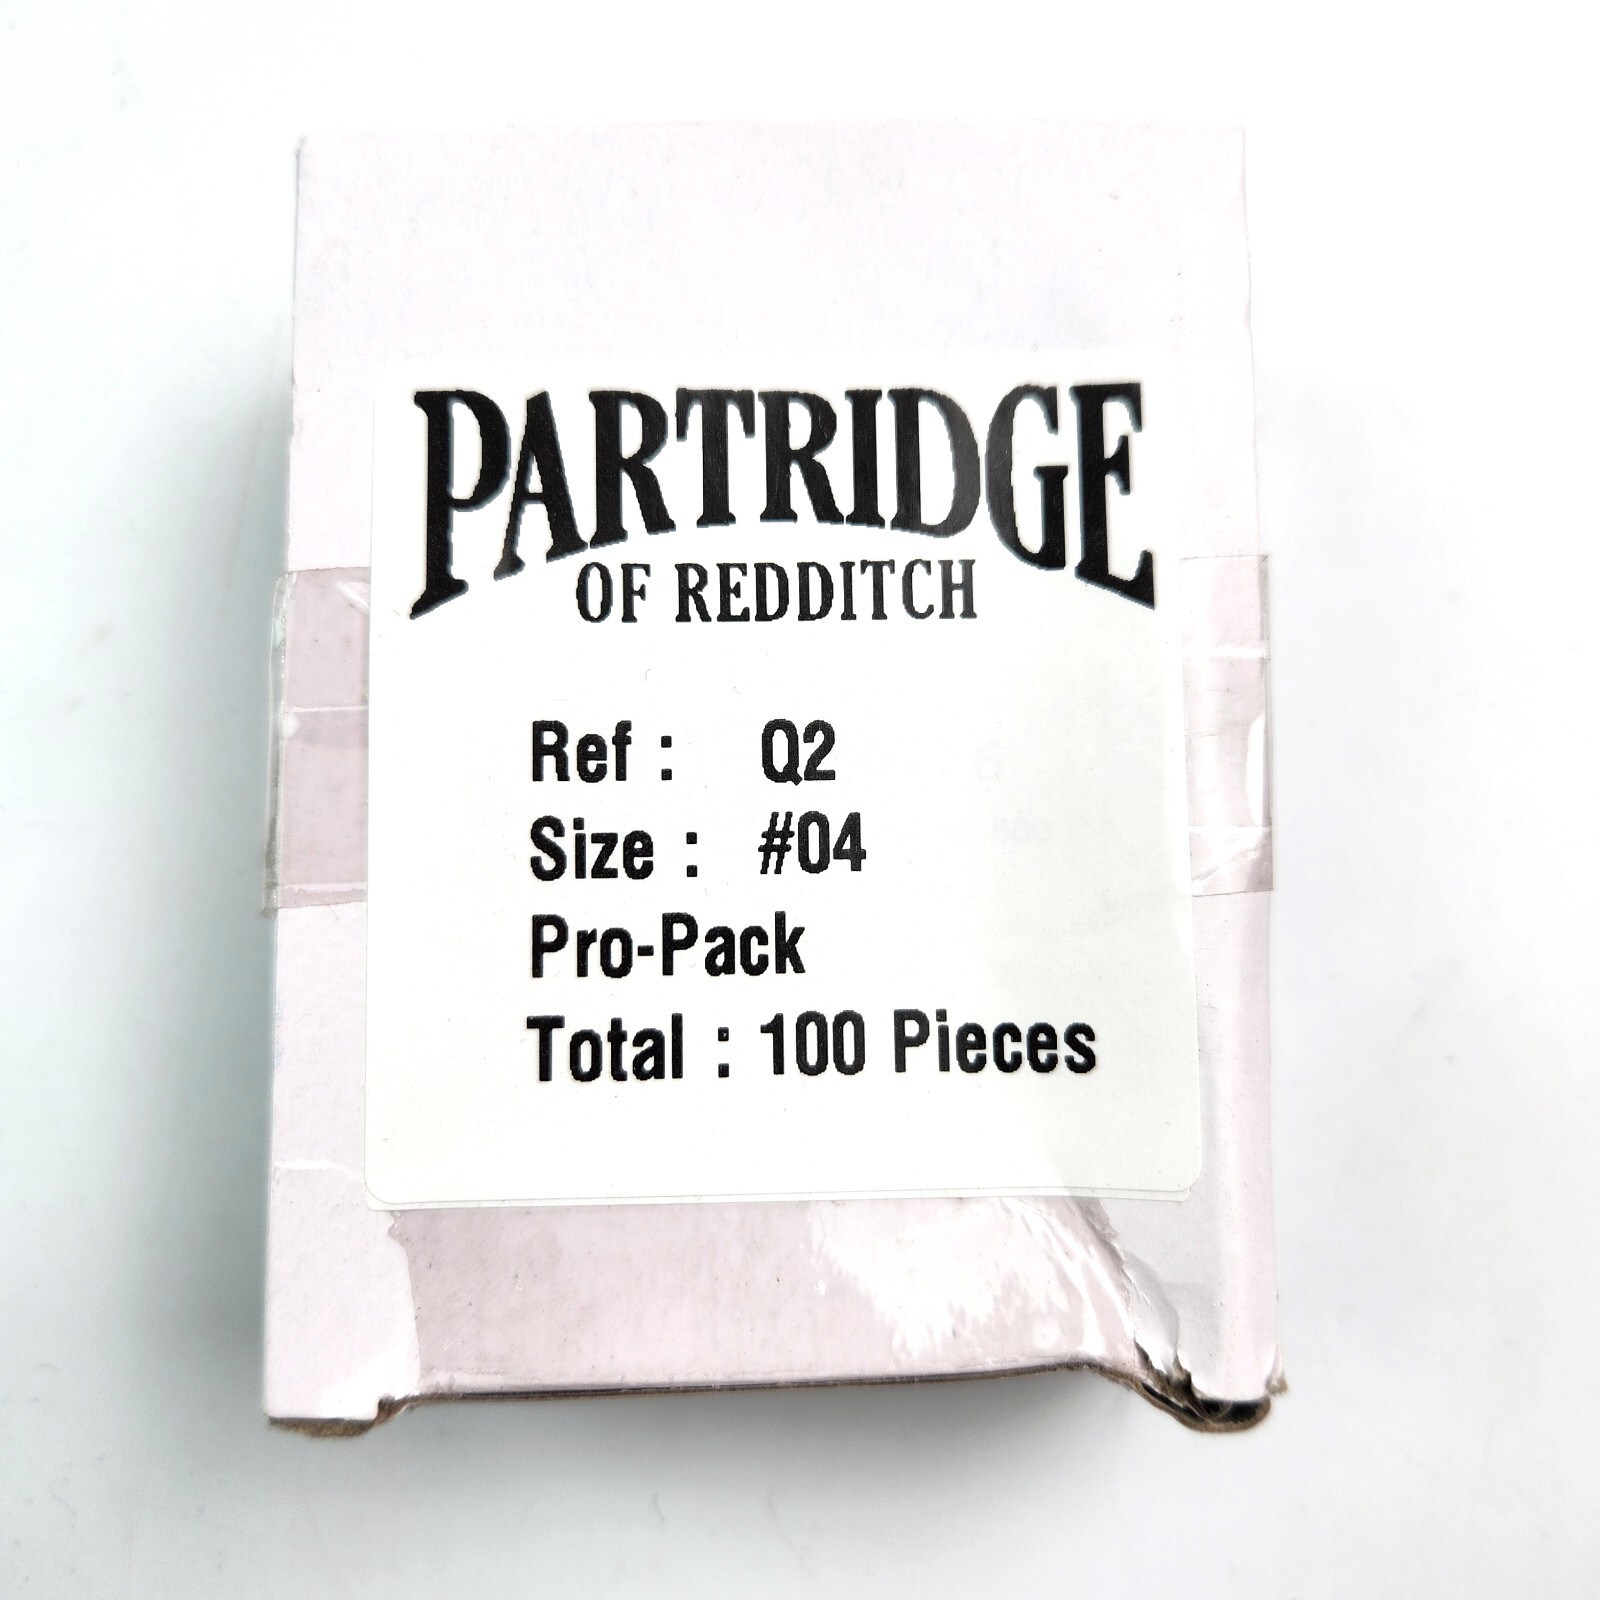 PARTRIDGE
OF REDDITCH
Ref : Q2
Size : #04
Pro-Pack
Total : 100 Pieces